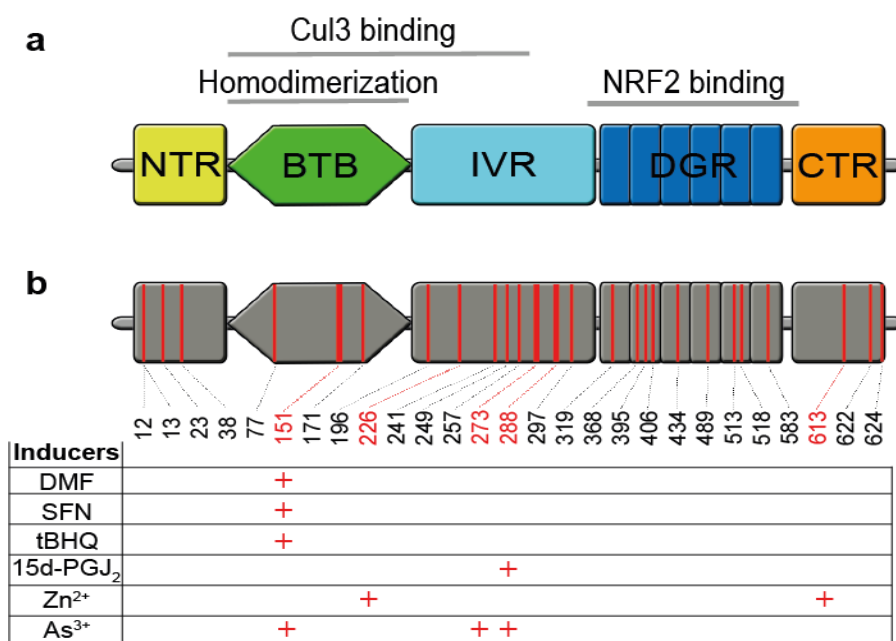 a
Cul3 binding
Homodimerization
NRF2 binding
NTR BTB IVR DGR CTR
b
12 13 23 38 77 151 171 196 226 241 249 257 273 288 297 319 368 395 406 434 489 513 518 583 613 622 624
Inducers
DMF +
SFN +
tBHQ +
15d-PGJ₂ +
Zn²⁺ + +
As³⁺ + + +